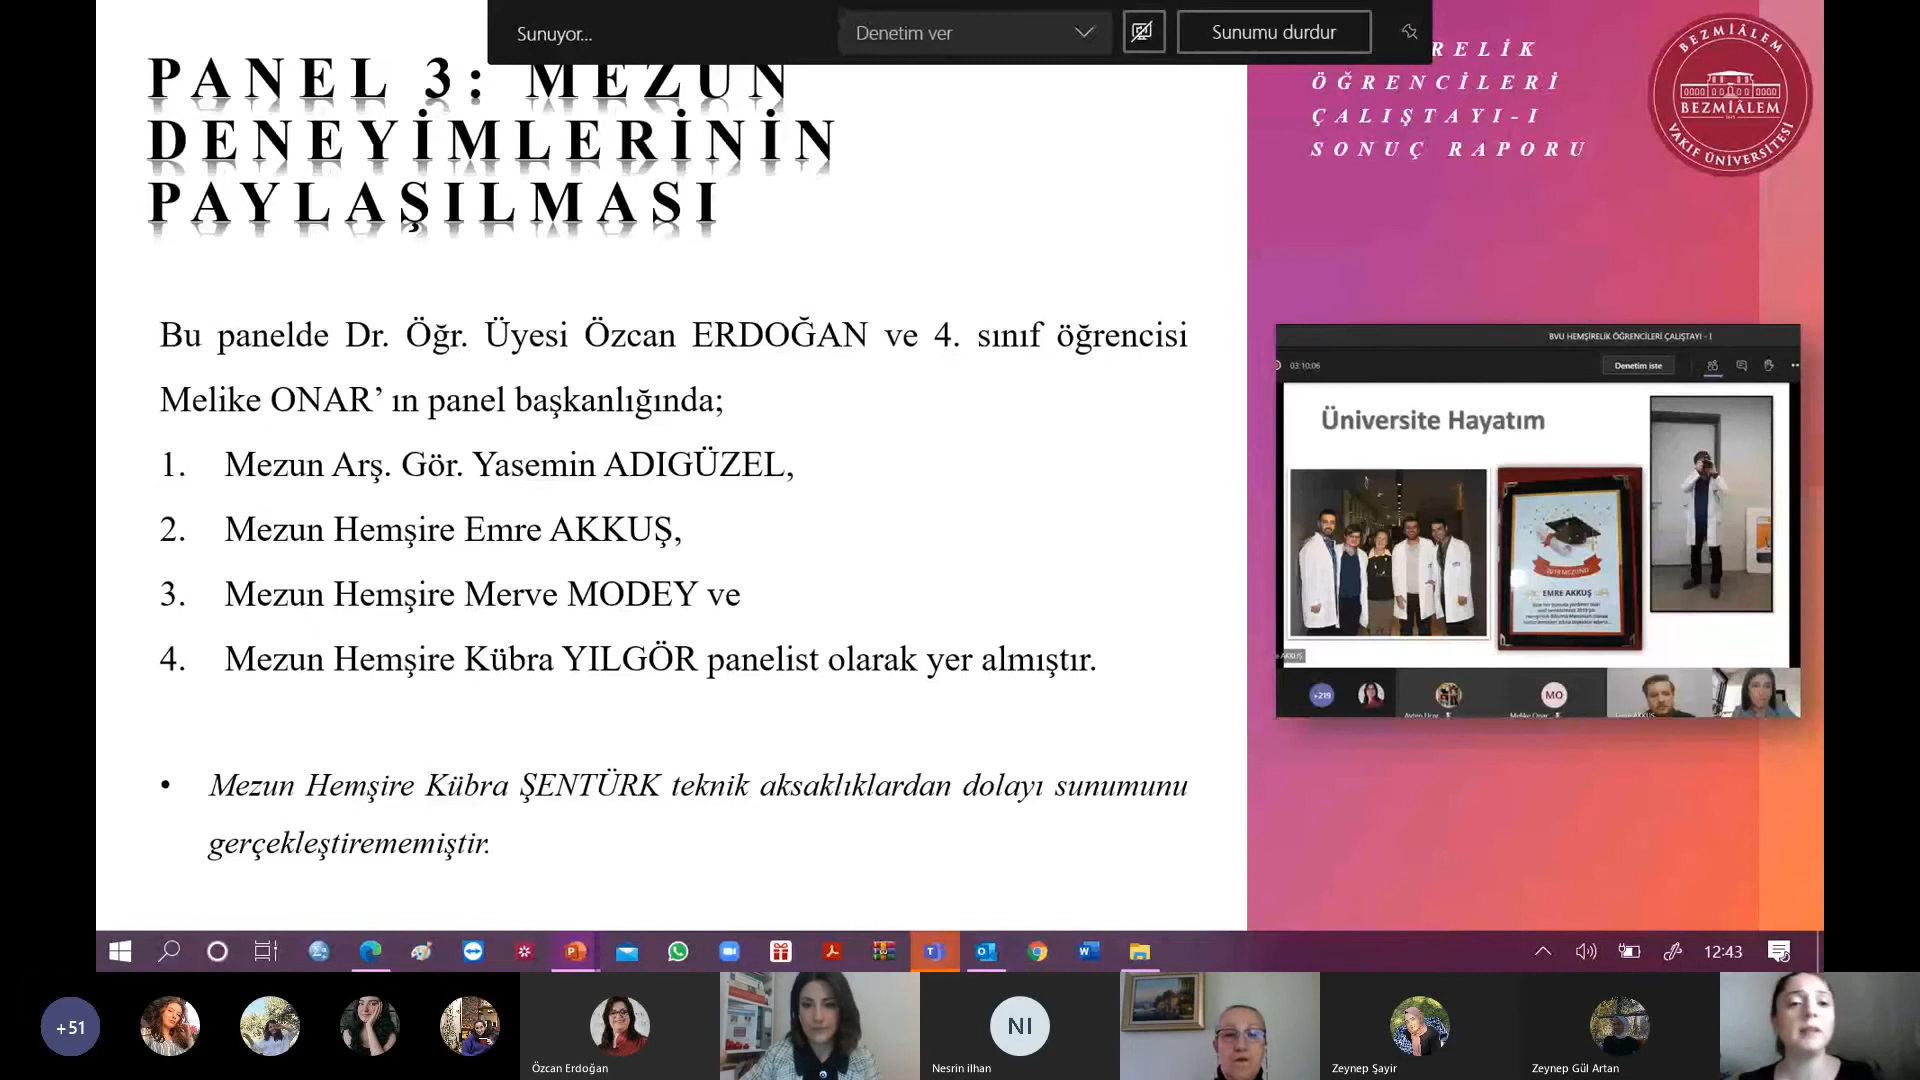 Sunuyor...
Denetim ver
Sunumu durdur
PANEL 3: MEZUN
DENEYİMLERİNİN
PAYLAŞILMASI
RELİK
ÖĞRENCİLERİ
ÇALIŞTAYI-I
SONUÇ RAPORU
BEZMİÂLEM
BEZMİÂLEM
VAKIF ÜNİVERSİTESİ
Bu panelde Dr. Öğr. Üyesi Özcan ERDOĞAN ve 4. sınıf öğrencisi
Melike ONAR’ ın panel başkanlığında;
1. Mezun Arş. Gör. Yasemin ADIGÜZEL,
2. Mezun Hemşire Emre AKKUŞ,
3. Mezun Hemşire Merve MODEY ve
4. Mezun Hemşire Kübra YILGÖR panelist olarak yer almıştır.
• Mezun Hemşire Kübra ŞENTÜRK teknik aksaklıklardan dolayı sunumunu
gerçekleştirememiştir.
BVU HEMŞİRELİK ÖĞRENCİLERİ ÇALIŞTAYI - I
03:10:06
Denetim iste
Üniversite Hayatım
2019 MEZUNU
EMRE AKKUŞ
AKKUŞ
+219
MO
Melike Onar
12:43
+51
Özcan Erdoğan
NI
Nesrin ilhan
Zeynep Şayir
Zeynep Gül Artan